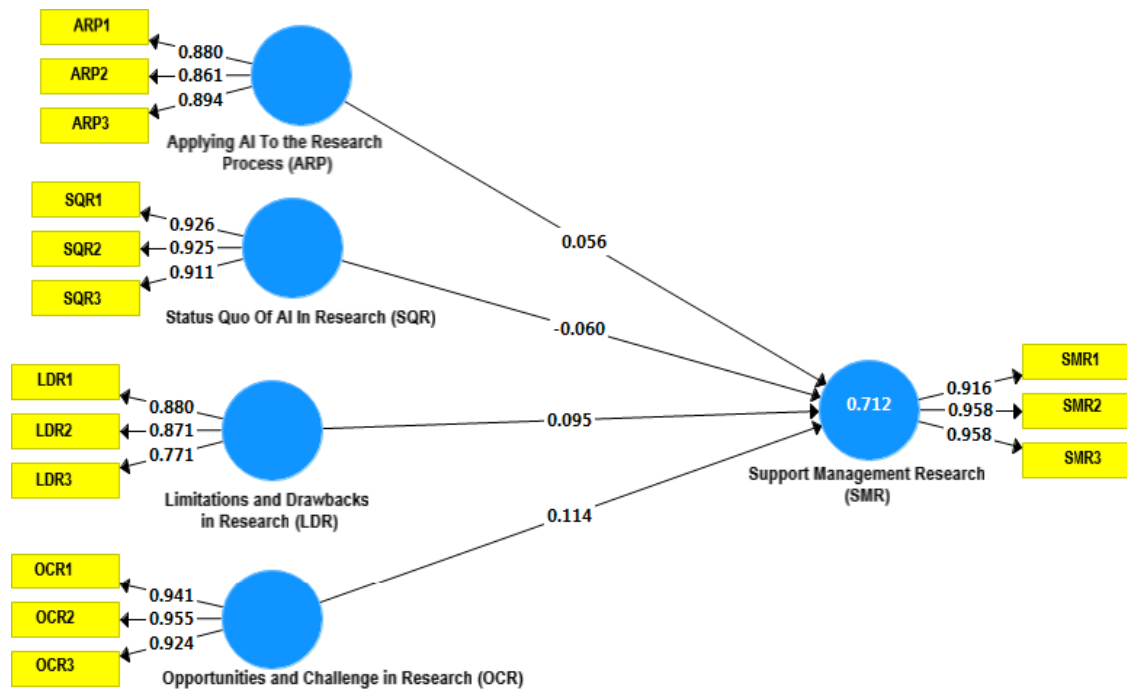 ARP1
0.880
ARP2
0.861
ARP3
0.894
Applying AI To the Research
Process (ARP)
SQR1
0.926
SQR2
0.925
SQR3
0.911
Status Quo Of AI In Research (SQR)
LDR1
0.880
LDR2
0.871
LDR3
0.771
Limitations and Drawbacks
in Research (LDR)
OCR1
0.941
OCR2
0.955
OCR3
0.924
Opportunities and Challenge in Research (OCR)
0.056
-0.060
0.095
0.114
0.712
Support Management Research
(SMR)
SMR1
0.916
SMR2
0.958
SMR3
0.958